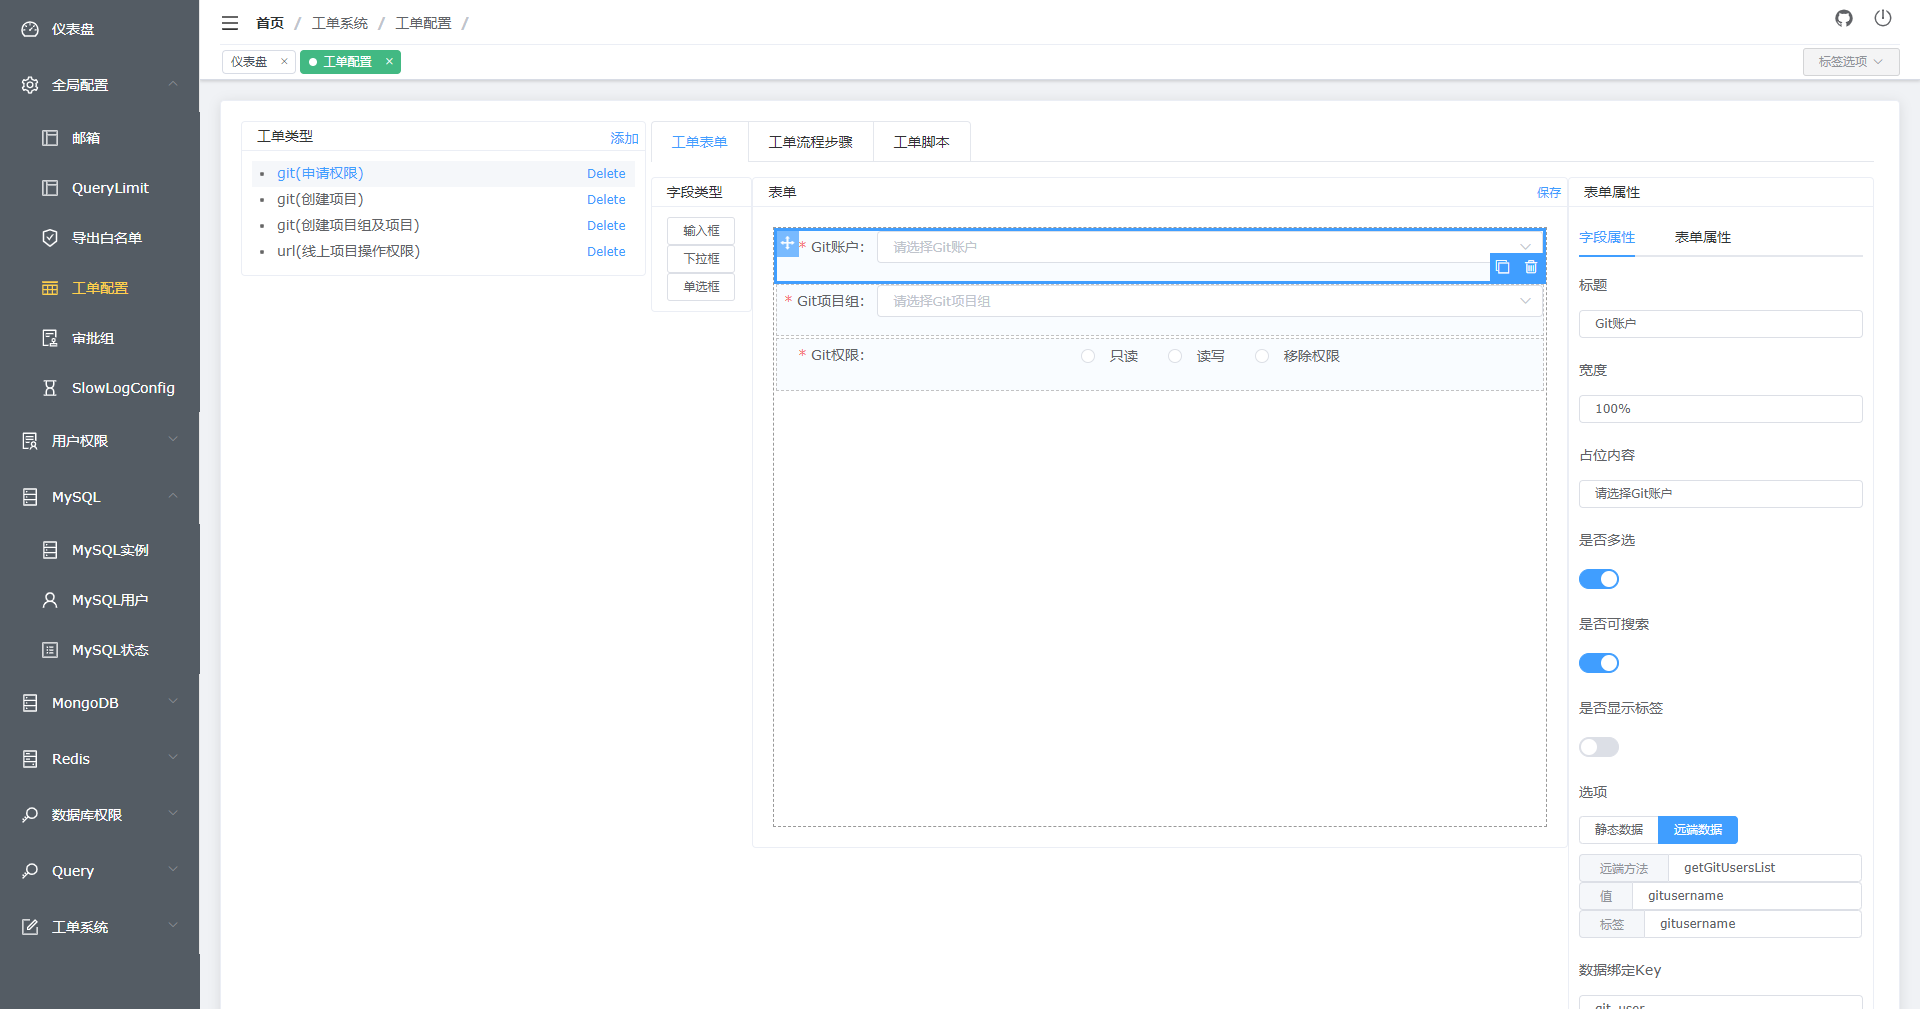 仪表盘
全局配置
邮箱
QueryLimit
导出白名单
工单配置
审批组
SlowLogConfig
用户权限
MySQL
MySQL实例
MySQL用户
MySQL状态
MongoDB
Redis
数据库权限
Query
工单系统
首页 / 工单系统 / 工单配置 /
仪表盘 × 工单配置 × 标签选项
工单类型 添加
• git(申请权限) Delete
• git(创建项目) Delete
• git(创建项目组及项目) Delete
• url(线上项目操作权限) Delete
工单表单 工单流程步骤 工单脚本
字段类型
输入框
下拉框
单选框
表单 保存
* Git账户: 请选择Git账户
* Git项目组: 请选择Git项目组
* Git权限: 只读 读写 移除权限
表单属性
字段属性 表单属性
标题
Git账户
宽度
100%
占位内容
请选择Git账户
是否多选
是否可搜索
是否显示标签
选项
静态数据 远端数据
远端方法 getGitUsersList
值 gitusername
标签 gitusername
数据绑定Key
git_user